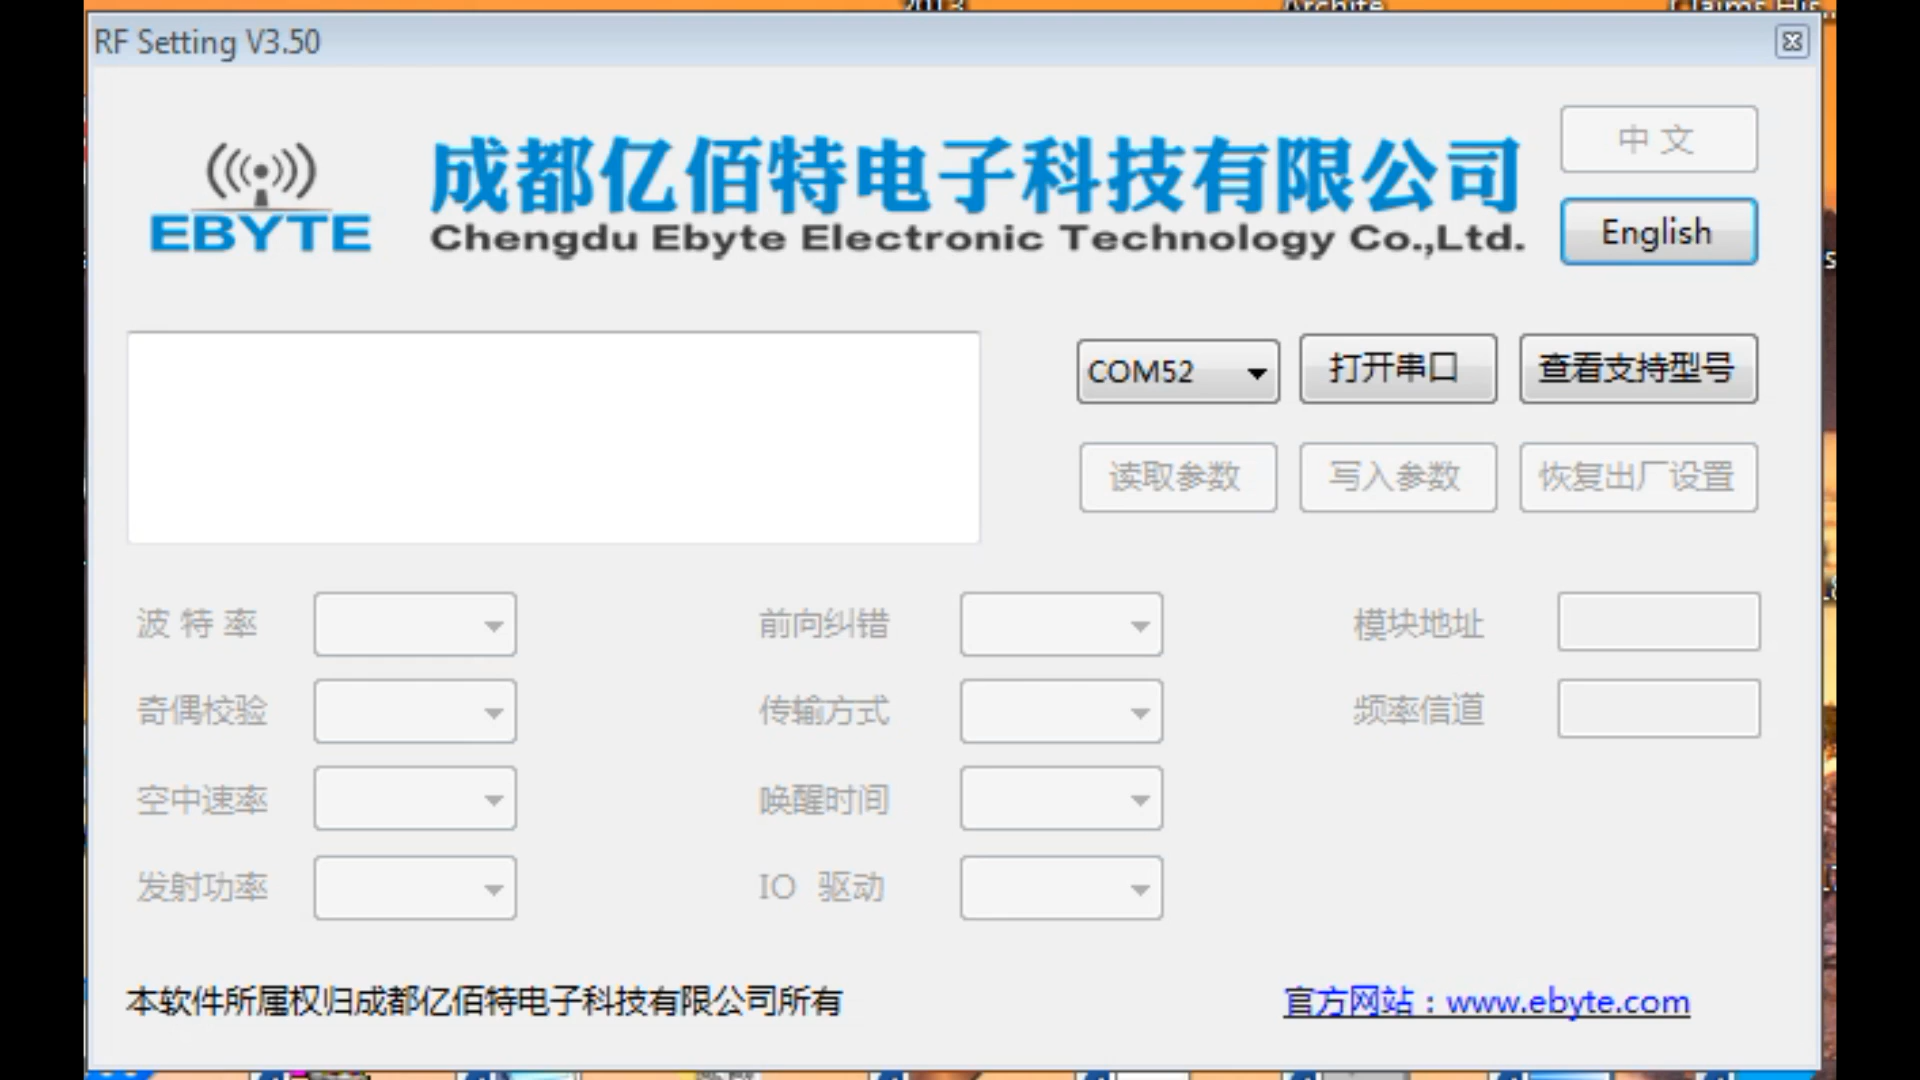 RF Setting V3.50
中 文
EBYTE
成都亿佰特电子科技有限公司
Chengdu Ebyte Electronic Technology Co.,Ltd.
English
COM52
打开串口
查看支持型号
读取参数
写入参数
恢复出厂设置
波 特 率
前向纠错
模块地址
奇偶校验
传输方式
频率信道
空中速率
唤醒时间
发射功率
IO 驱动
本软件所属权归成都亿佰特电子科技有限公司所有
官方网站：www.ebyte.com